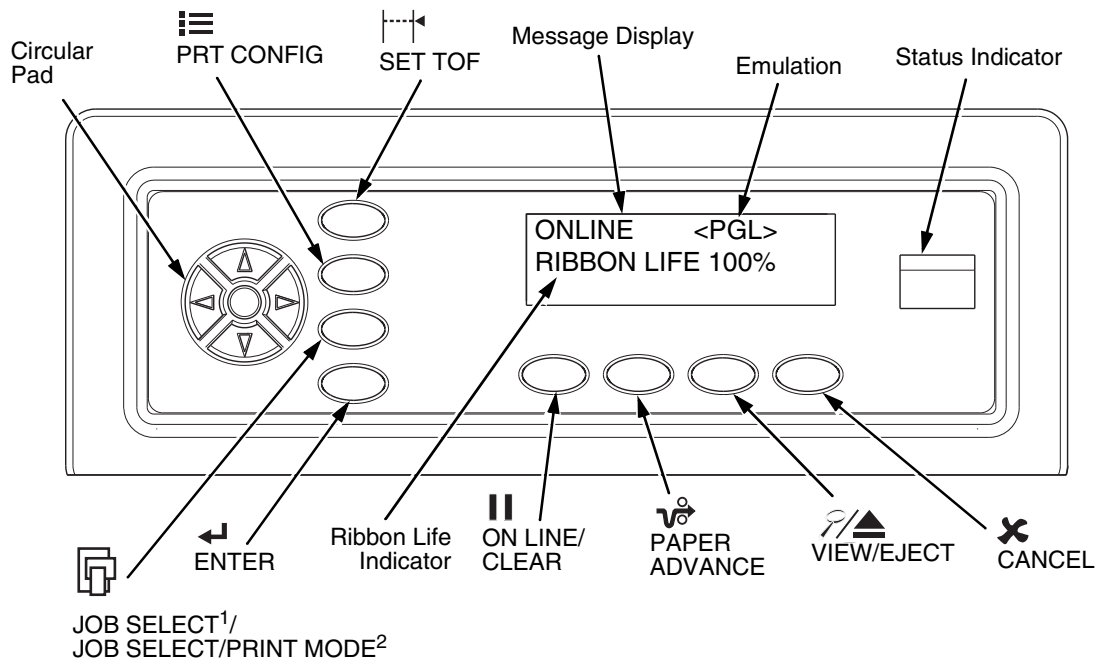 Circular
Pad
PRT CONFIG
SET TOF
Message Display
Emulation
Status Indicator
ONLINE <PGL>
RIBBON LIFE 100%
ENTER
Ribbon Life
Indicator
ON LINE/
CLEAR
PAPER
ADVANCE
VIEW/EJECT
CANCEL
JOB SELECT¹/
JOB SELECT/PRINT MODE²